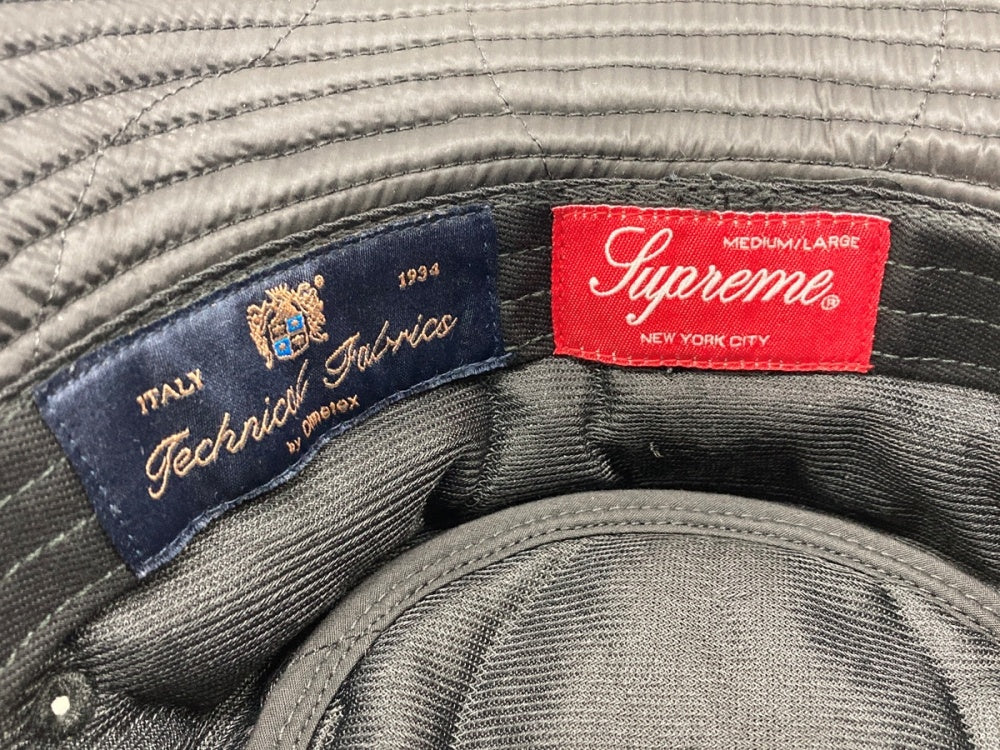 ITALY
1934
Technical Fabrics
by Olmetex
MEDIUM/LARGE
Supreme®
NEW YORK CITY